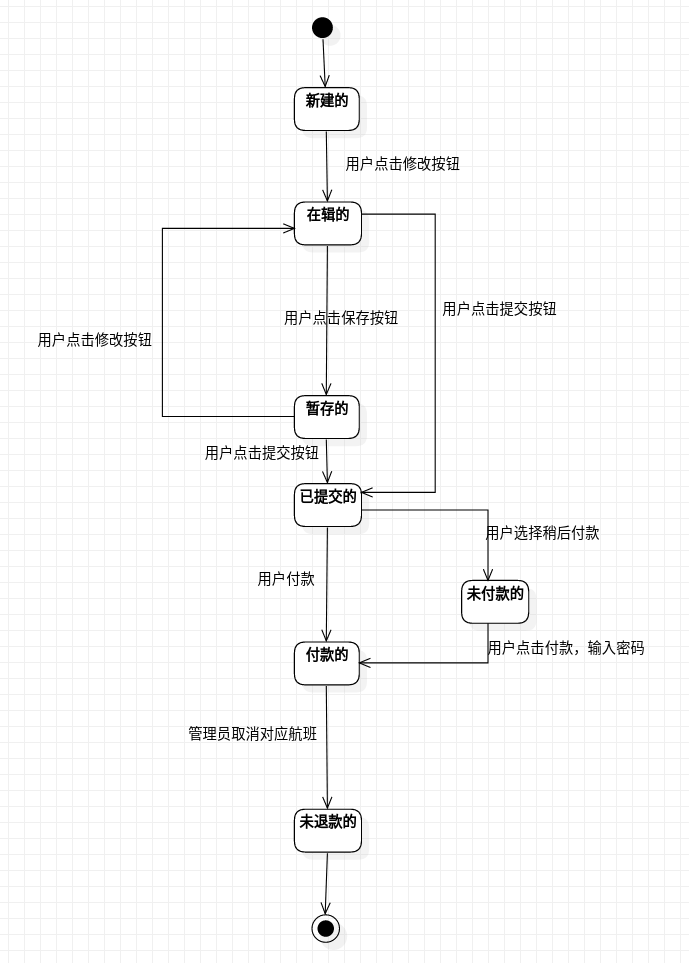 新建的
用户点击修改按钮
在辑的
用户点击提交按钮
用户点击保存按钮
用户点击修改按钮
暂存的
用户点击提交按钮
已提交的
用户选择稍后付款
用户付款
未付款的
用户点击付款，输入密码
付款的
管理员取消对应航班
未退款的